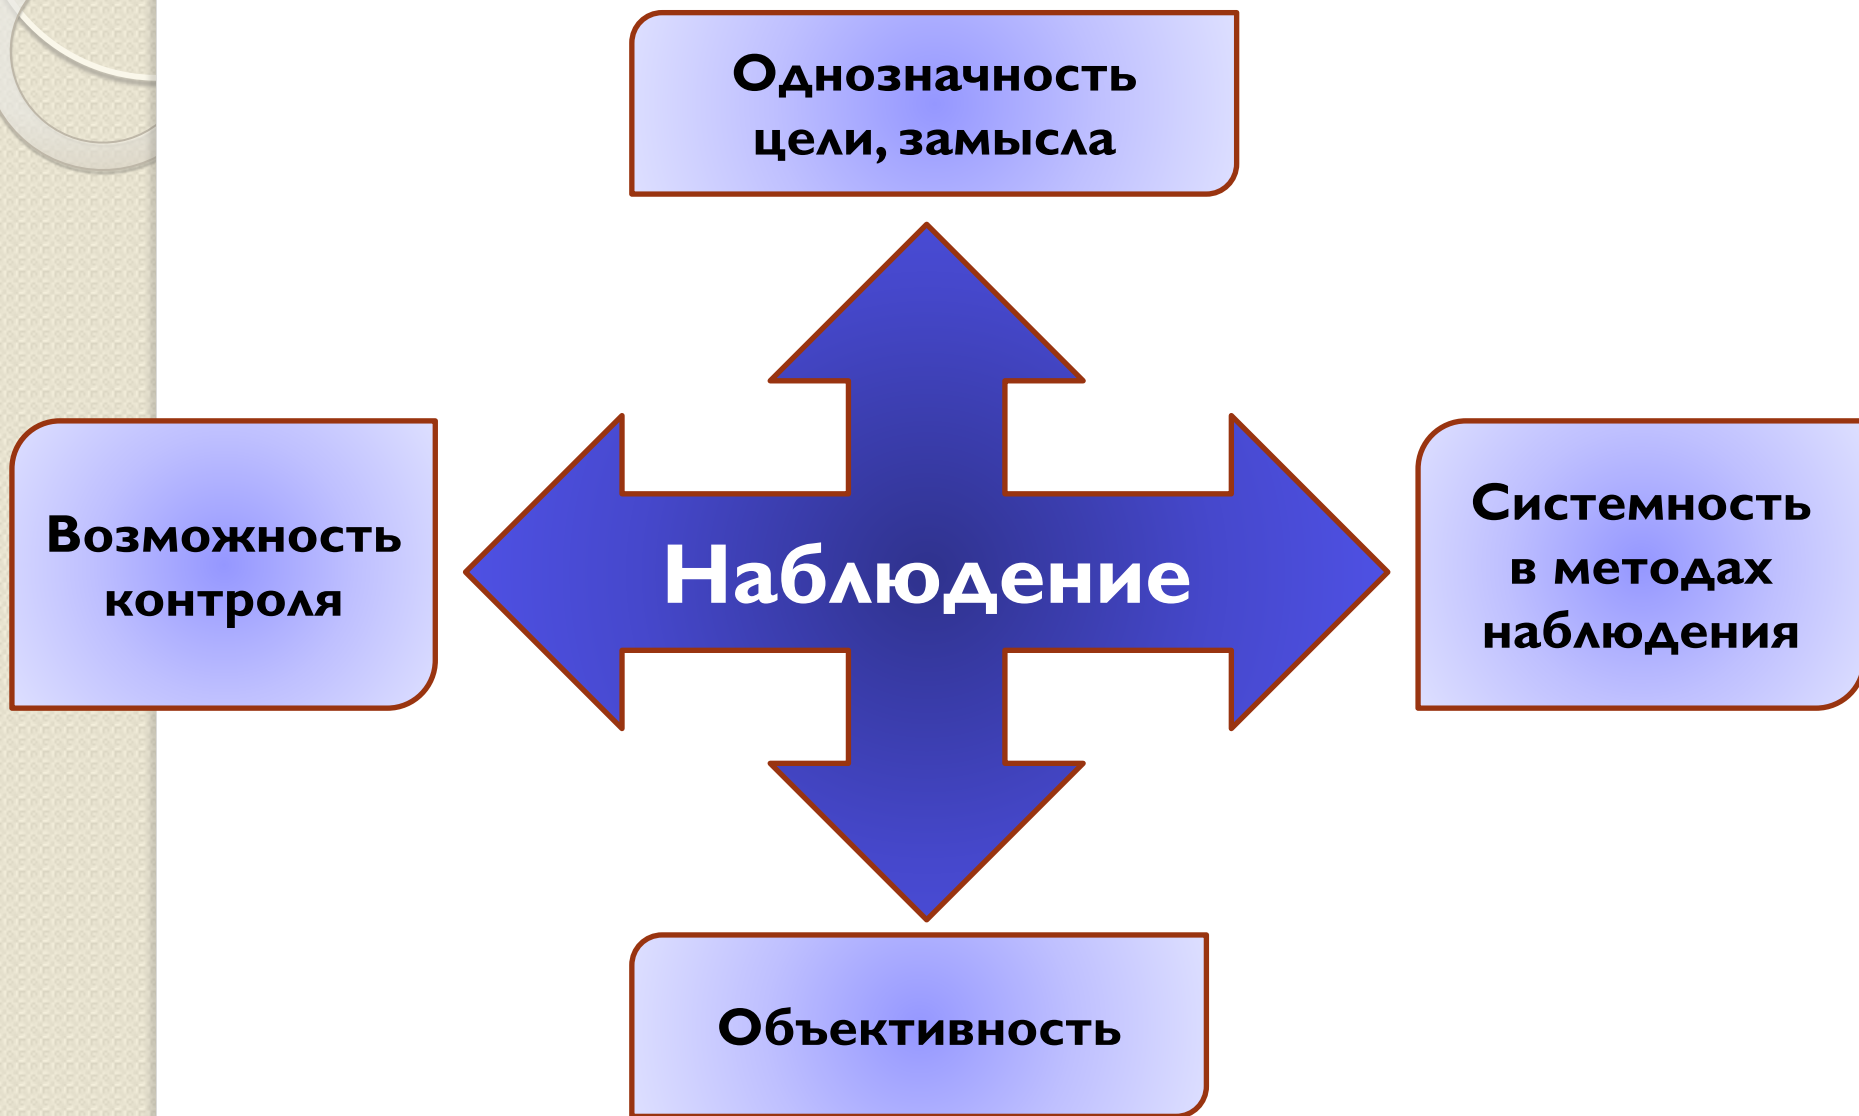 Однозначность
цели, замысла
Возможность
контроля
Наблюдение
Системность
в методах
наблюдения
Объективность